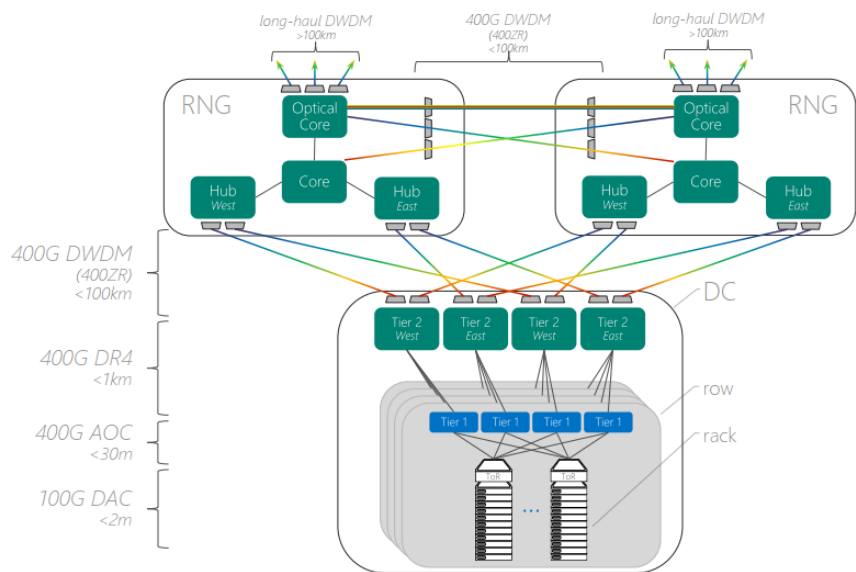 long-haul DWDM
>100km
400G DWDM
(400ZR)
<100km
long-haul DWDM
>100km
RNG
Optical
Core
Optical
Core
RNG
Core
Core
Hub
West
Hub
East
Hub
West
Hub
East
400G DWDM
(400ZR)
<100km
DC
Tier 2
West
Tier 2
East
Tier 2
West
Tier 2
East
400G DR4
<1km
row
Tier 1
Tier 1
Tier 1
Tier 1
400G AOC
<30m
rack
ToR
ToR
100G DAC
<2m
...